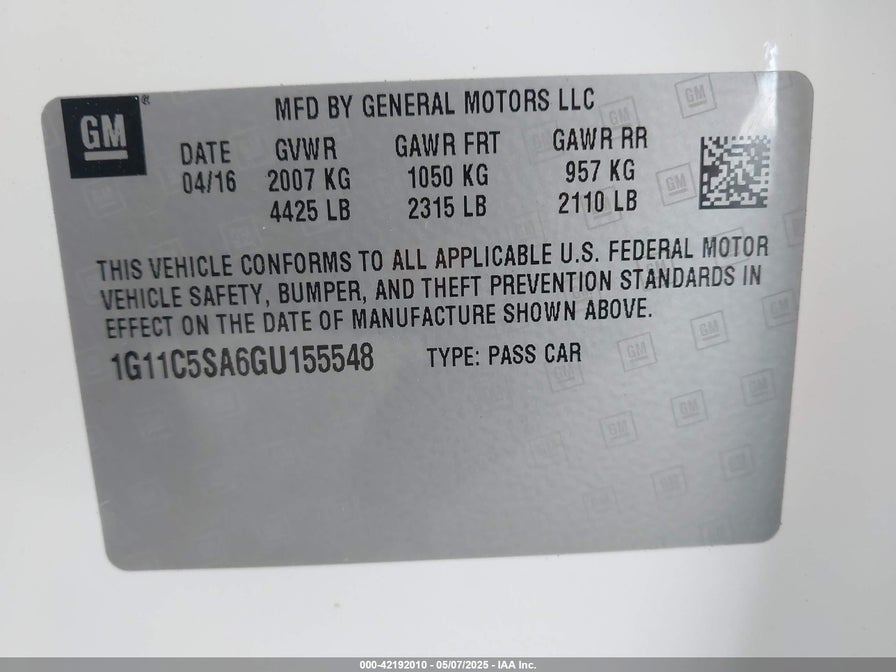 GM
®
MFD BY GENERAL MOTORS LLC
DATE GVWR GAWR FRT GAWR RR
04/16 2007 KG 1050 KG 957 KG
4425 LB 2315 LB 2110 LB
THIS VEHICLE CONFORMS TO ALL APPLICABLE U.S. FEDERAL MOTOR
VEHICLE SAFETY, BUMPER, AND THEFT PREVENTION STANDARDS IN
EFFECT ON THE DATE OF MANUFACTURE SHOWN ABOVE.
1G11C5SA6GU155548 TYPE: PASS CAR
000-42192010 - 05/07/2025 - IAA Inc.